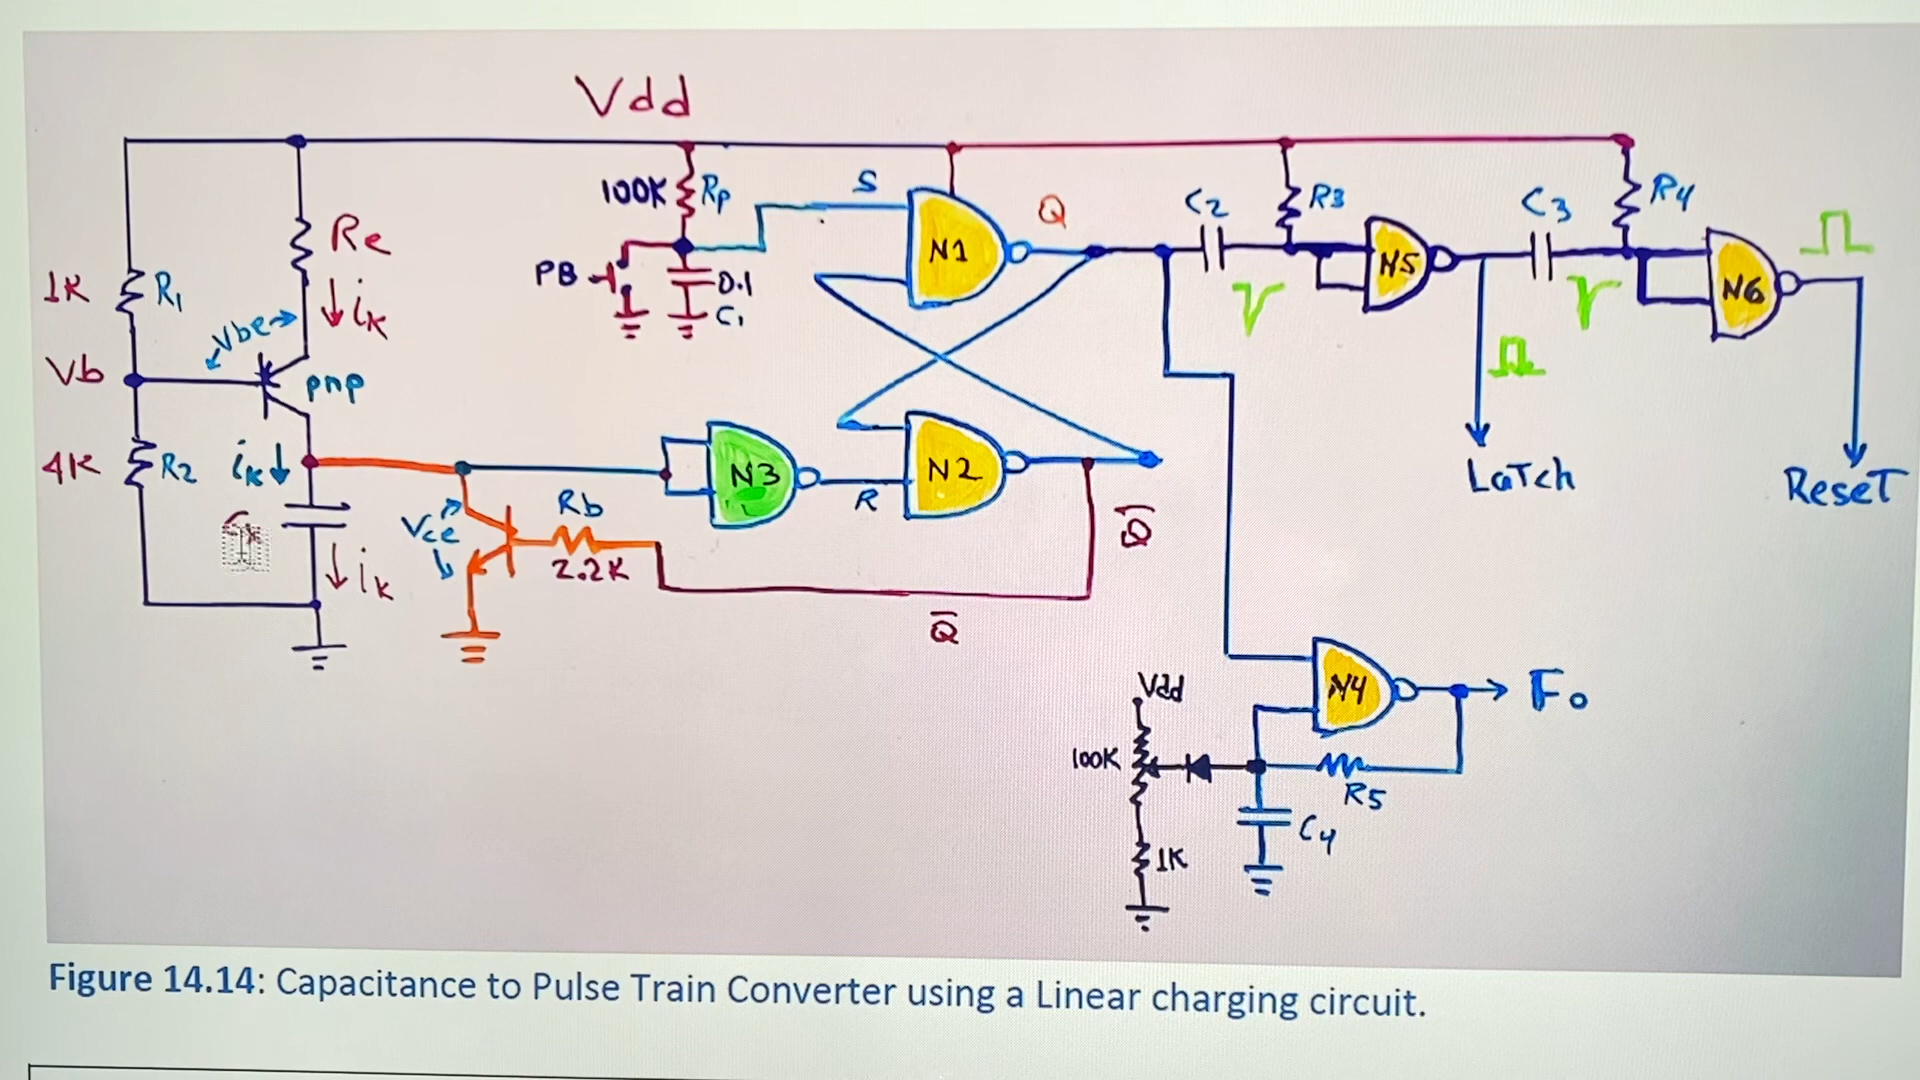 Vdd
100K
Rp
S
N1
Q
C2
R3
N5
C3
R4
N6
Re
1K
R1
ik
Vbe
PB
0.1
C1
Vb
pnp
4K
R2
ik
N3
R
N2
Latch
Reset
Vce
Rb
2.2K
Q̅
ik
Q̅
Vdd
N4
Fo
100K
R5
C4
1K
Figure 14.14: Capacitance to Pulse Train Converter using a Linear charging circuit.